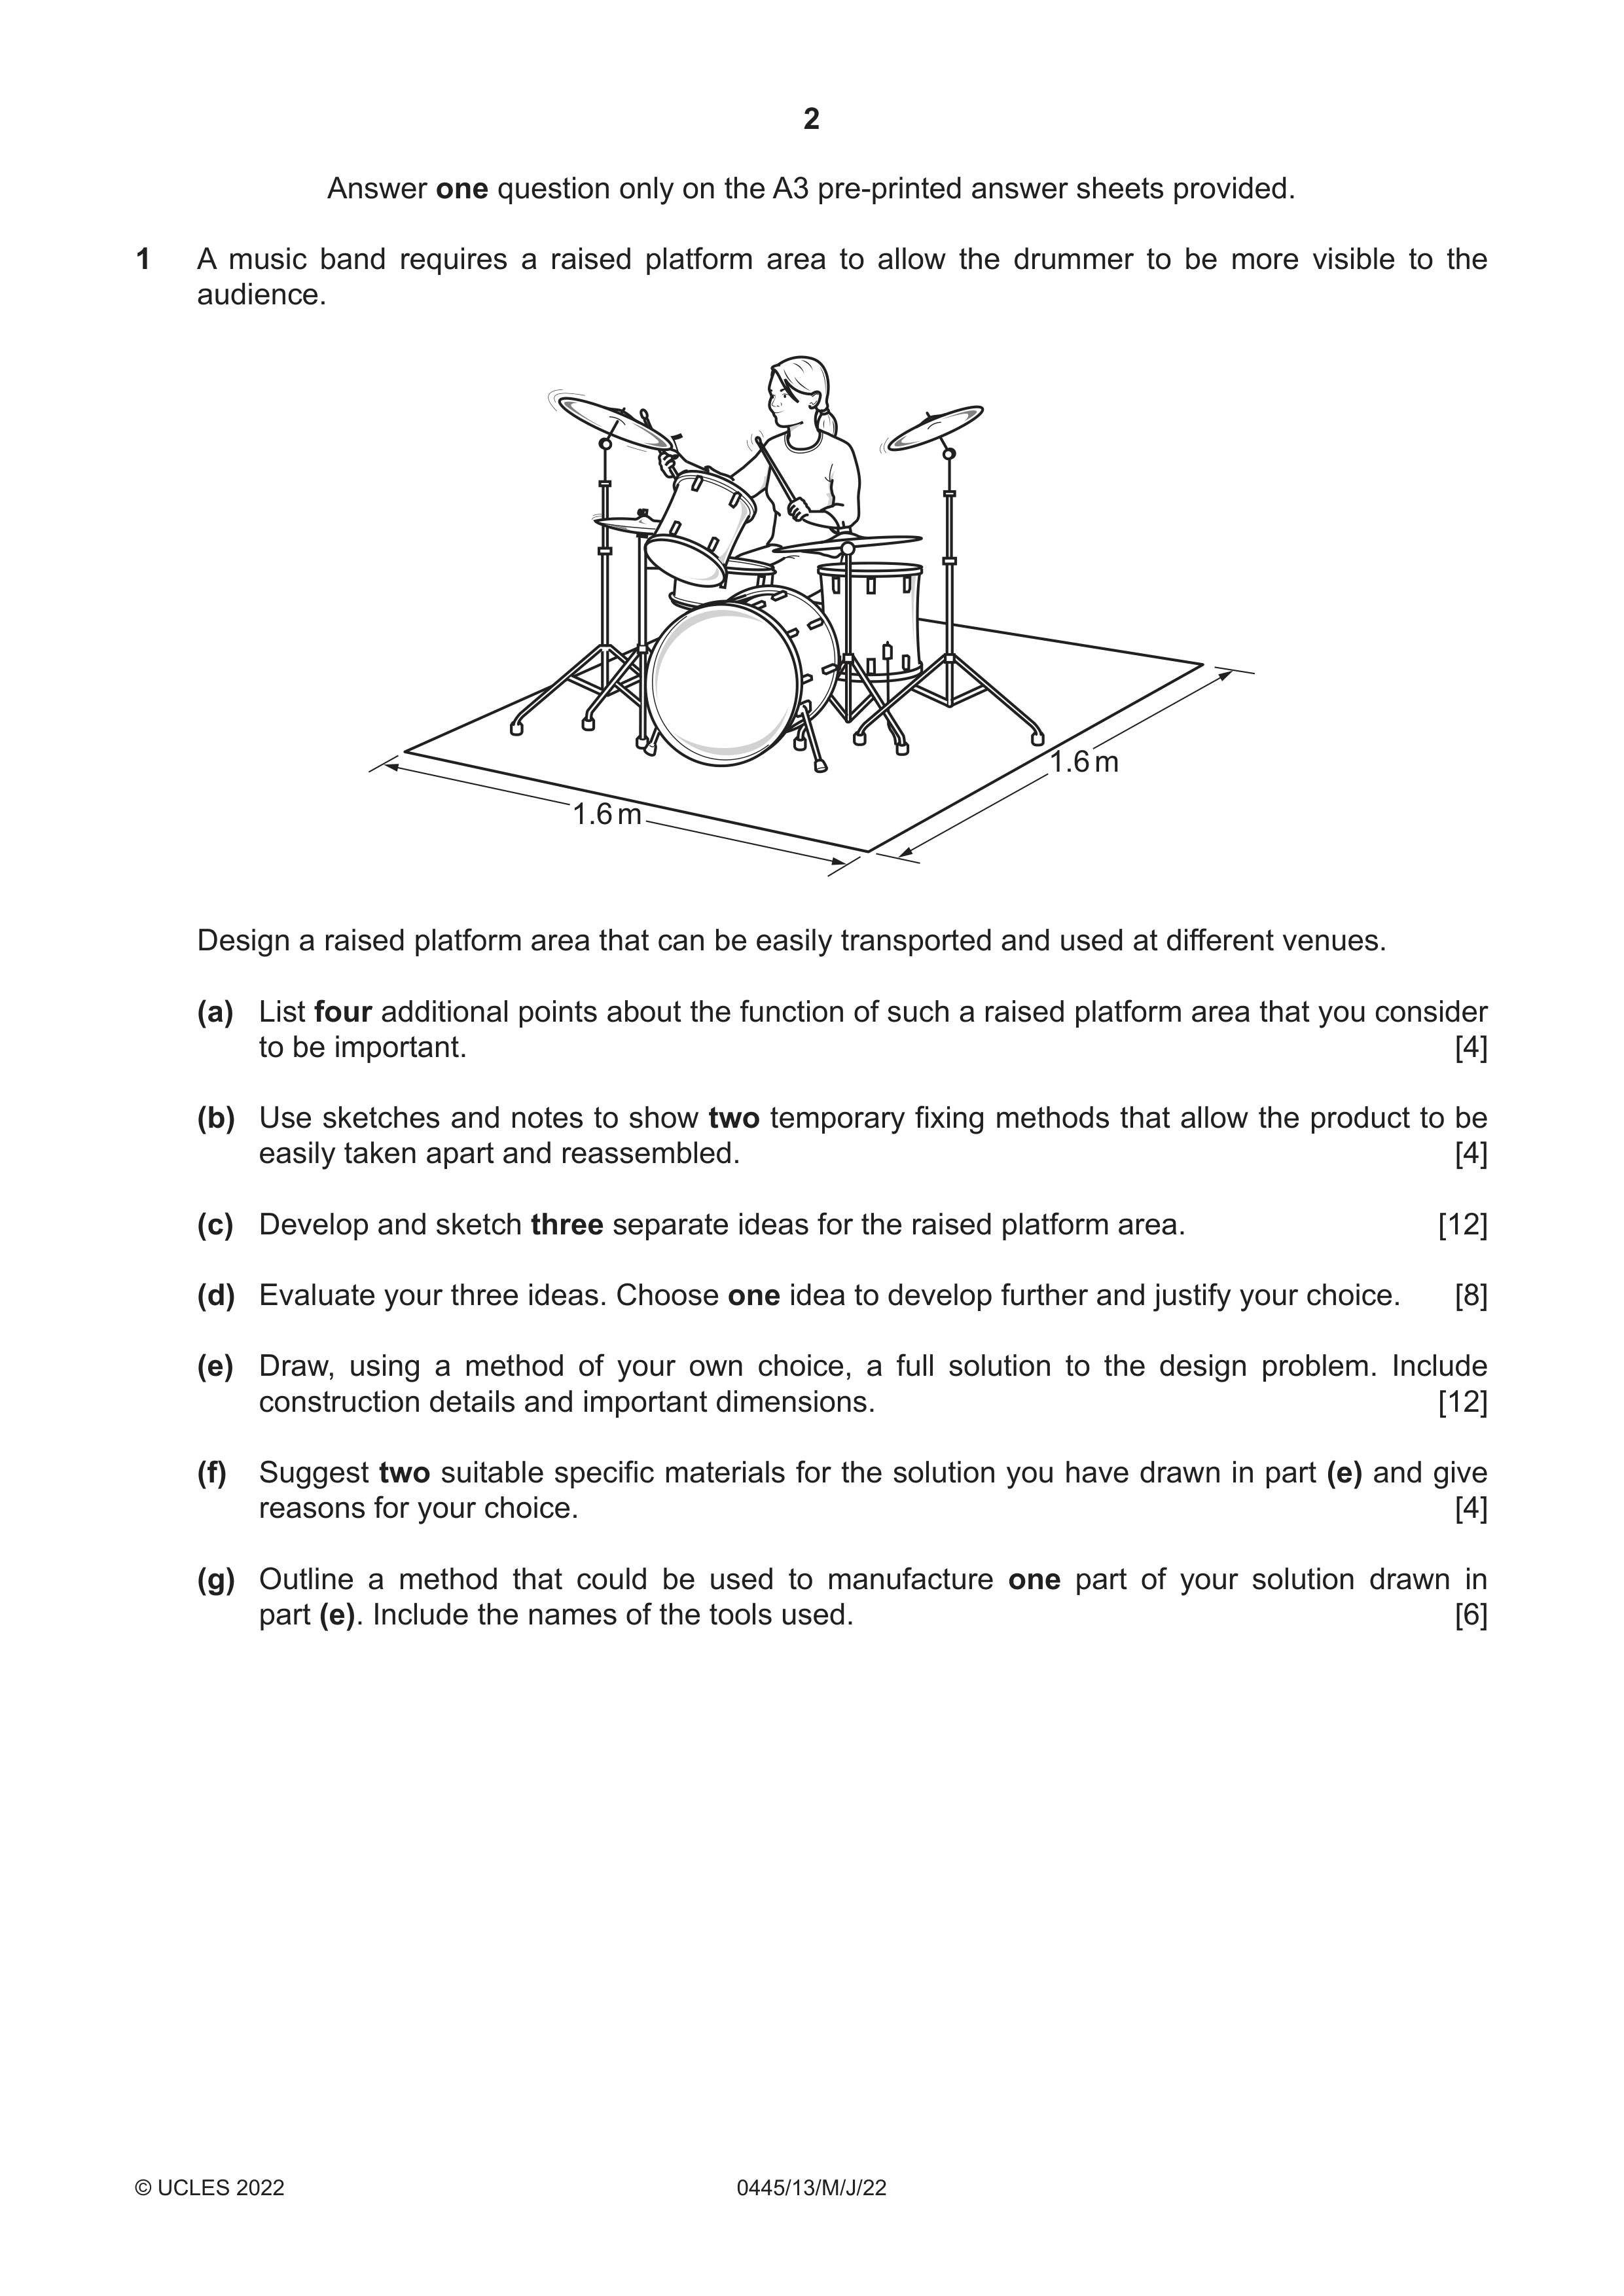 2
Answer one question only on the A3 pre-printed answer sheets provided.
1 A music band requires a raised platform area to allow the drummer to be more visible to the
audience.
1.6 m
1.6 m
Design a raised platform area that can be easily transported and used at different venues.
(a) List four additional points about the function of such a raised platform area that you consider
to be important. [4]
(b) Use sketches and notes to show two temporary fixing methods that allow the product to be
easily taken apart and reassembled. [4]
(c) Develop and sketch three separate ideas for the raised platform area. [12]
(d) Evaluate your three ideas. Choose one idea to develop further and justify your choice. [8]
(e) Draw, using a method of your own choice, a full solution to the design problem. Include
construction details and important dimensions. [12]
(f) Suggest two suitable specific materials for the solution you have drawn in part (e) and give
reasons for your choice. [4]
(g) Outline a method that could be used to manufacture one part of your solution drawn in
part (e). Include the names of the tools used. [6]
© UCLES 2022 0445/13/M/J/22